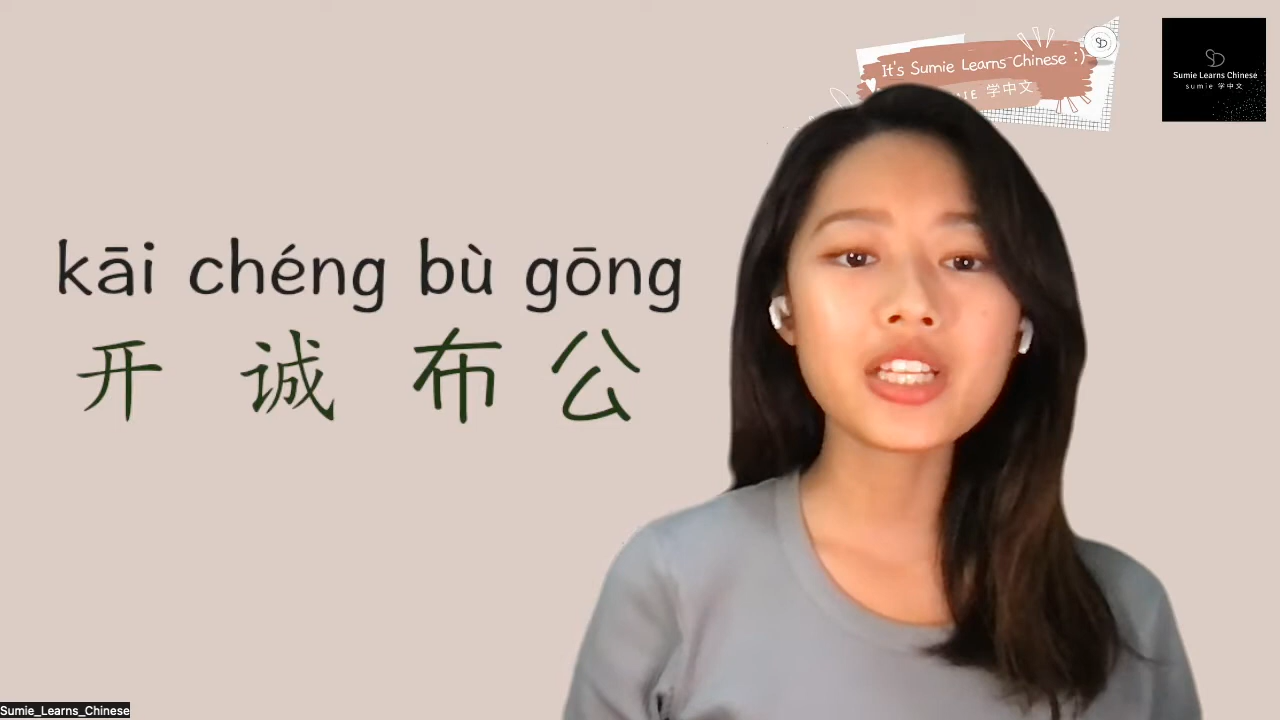 It's Sumie Learns Chinese :)
学中文
Sumie Learns Chinese
sumie 学中文
kāi chéng bù gōng
开 诚 布 公
Sumie_Learns_Chinese